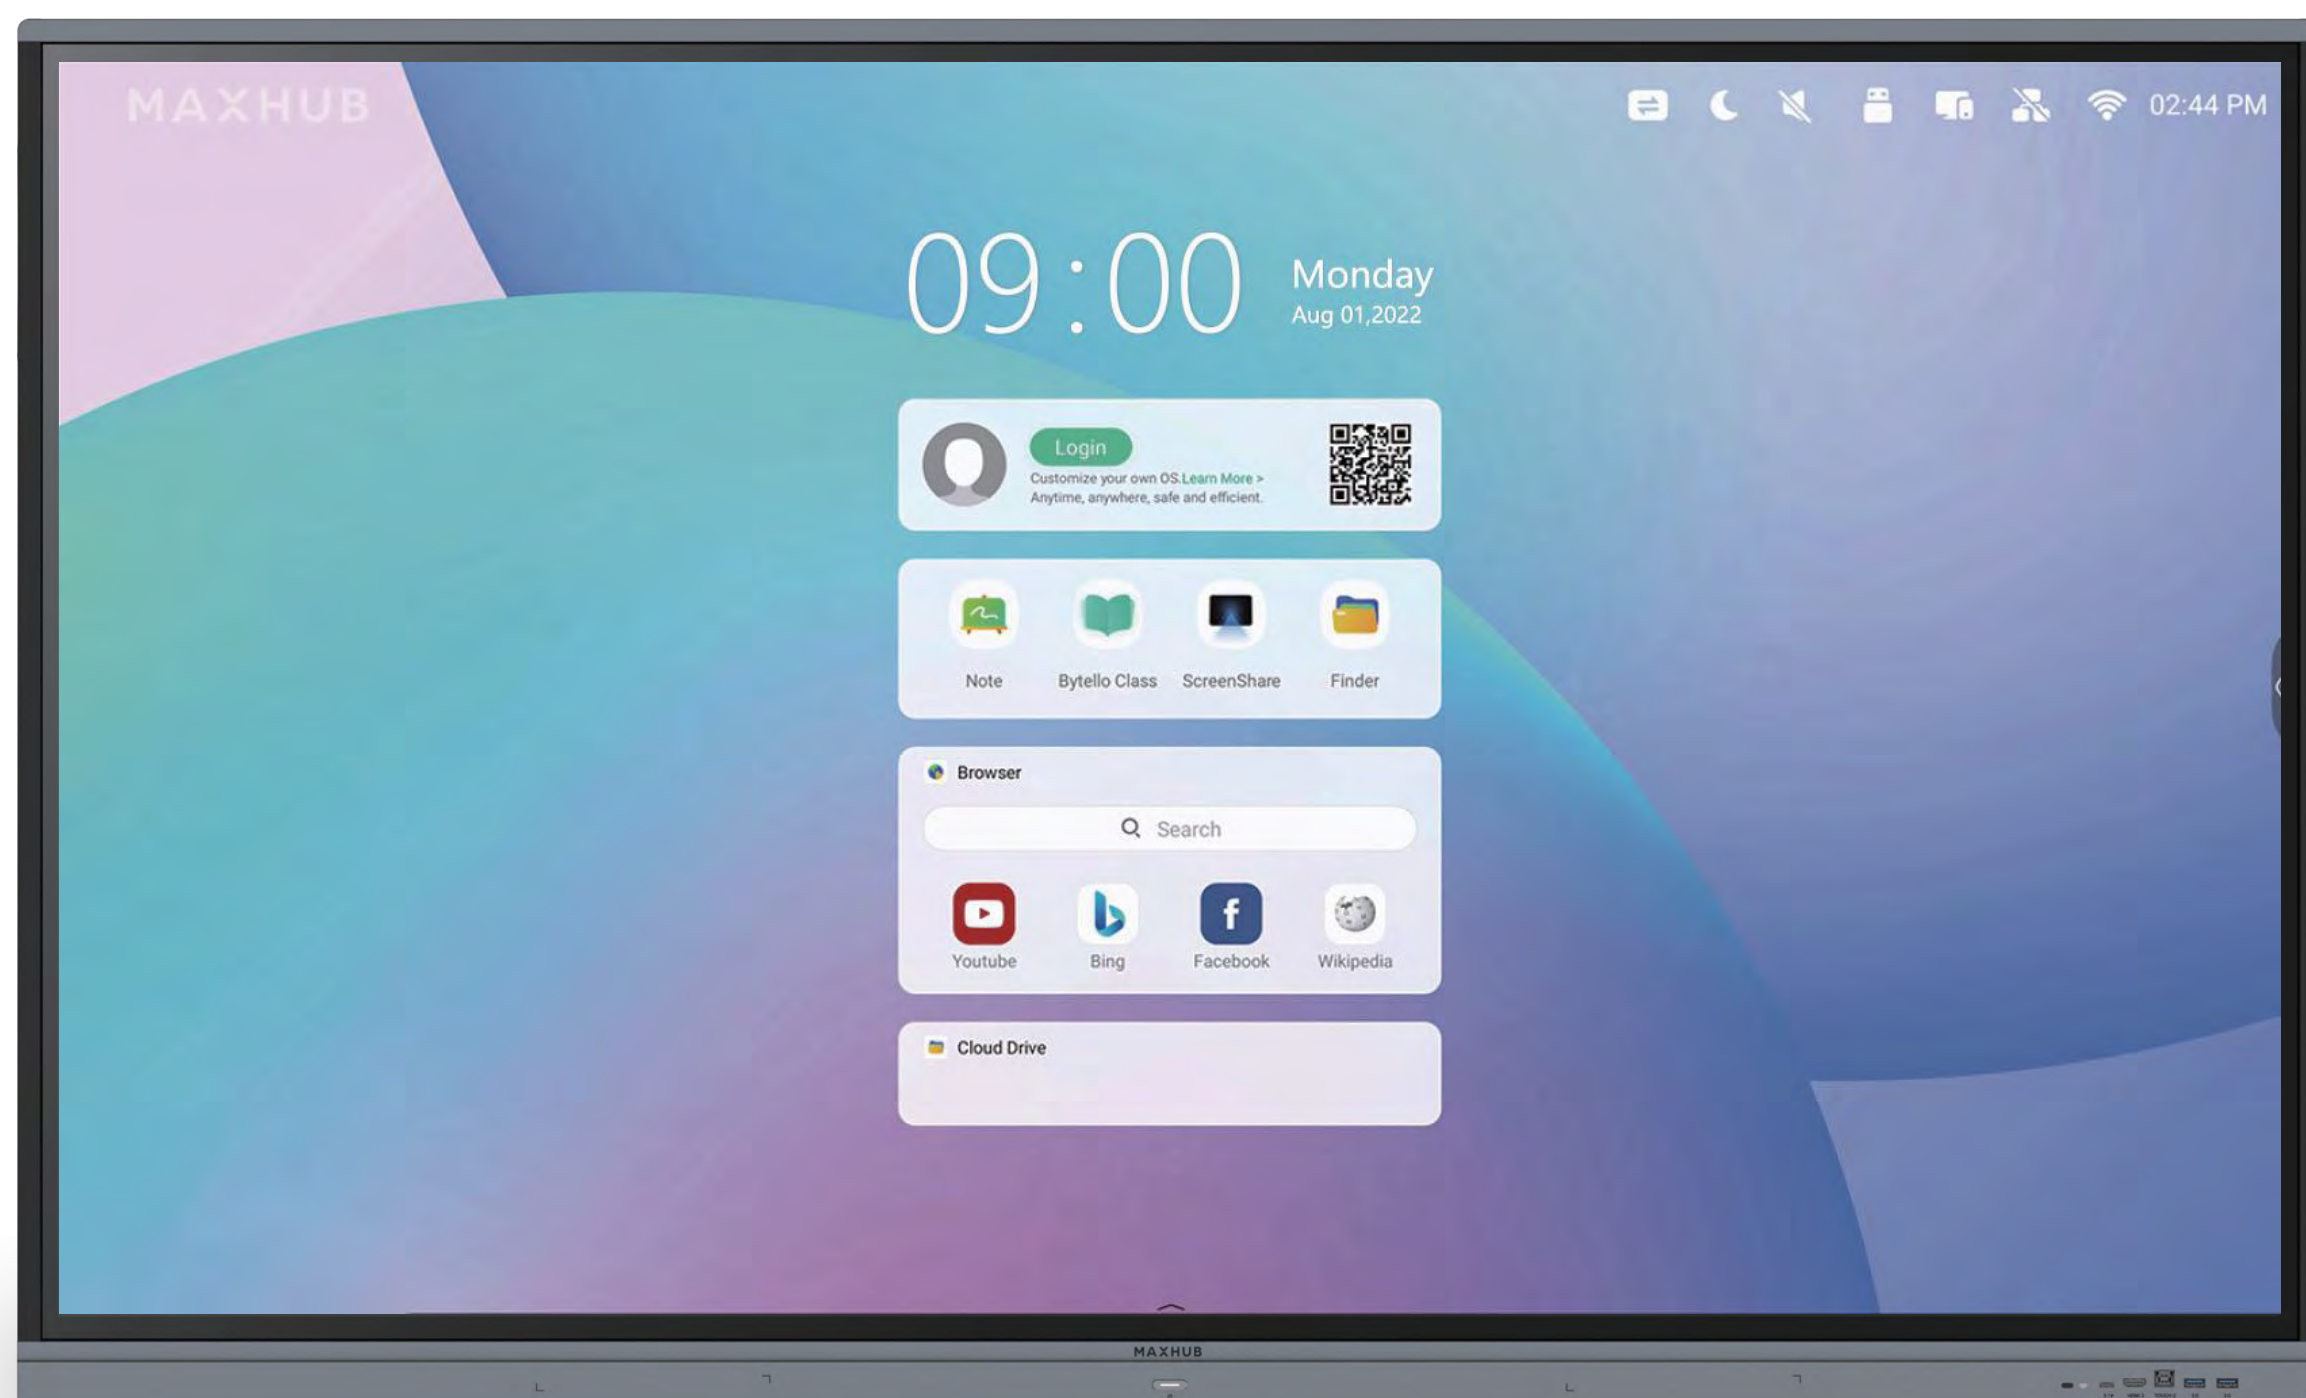 MAXHUB
02:44 PM
09:00
Monday
Aug 01,2022
Login
Customize your own OS.Learn More >
Anytime, anywhere, safe and efficient.
Note
Bytello Class
ScreenShare
Finder
Browser
Search
Youtube
Bing
Facebook
Wikipedia
Cloud Drive
MAXHUB